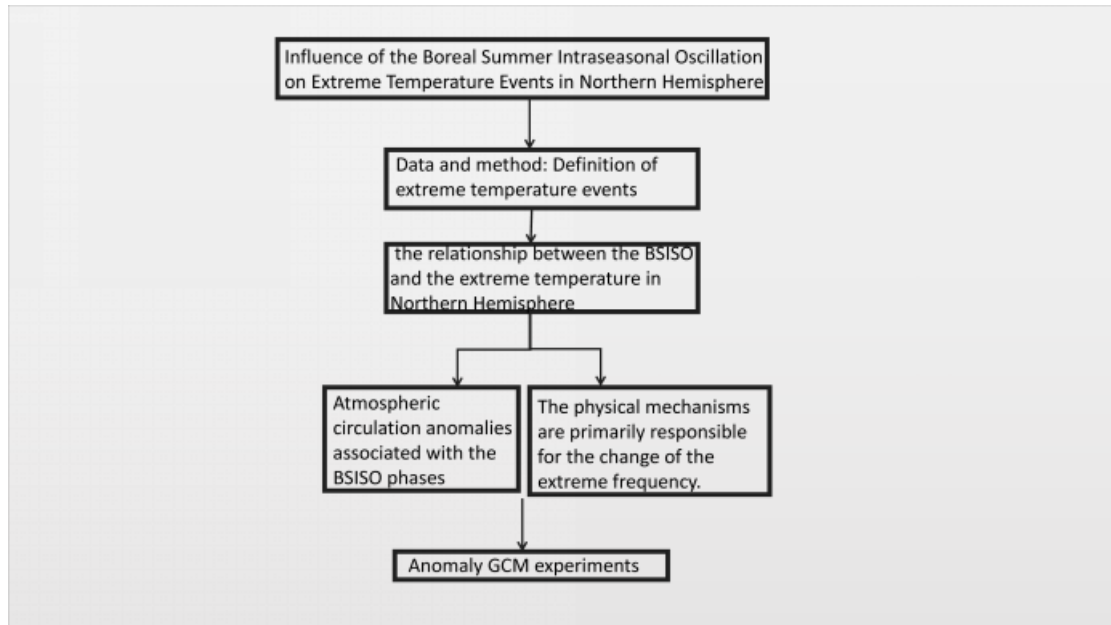 Influence of the Boreal Summer Intraseasonal Oscillation
on Extreme Temperature Events in Northern Hemisphere
Data and method: Definition of
extreme temperature events
the relationship between the BSISO
and the extreme temperature in
Northern Hemisphere
Atmospheric
circulation anomalies
associated with the
BSISO phases
The physical mechanisms
are primarily responsible
for the change of the
extreme frequency.
Anomaly GCM experiments